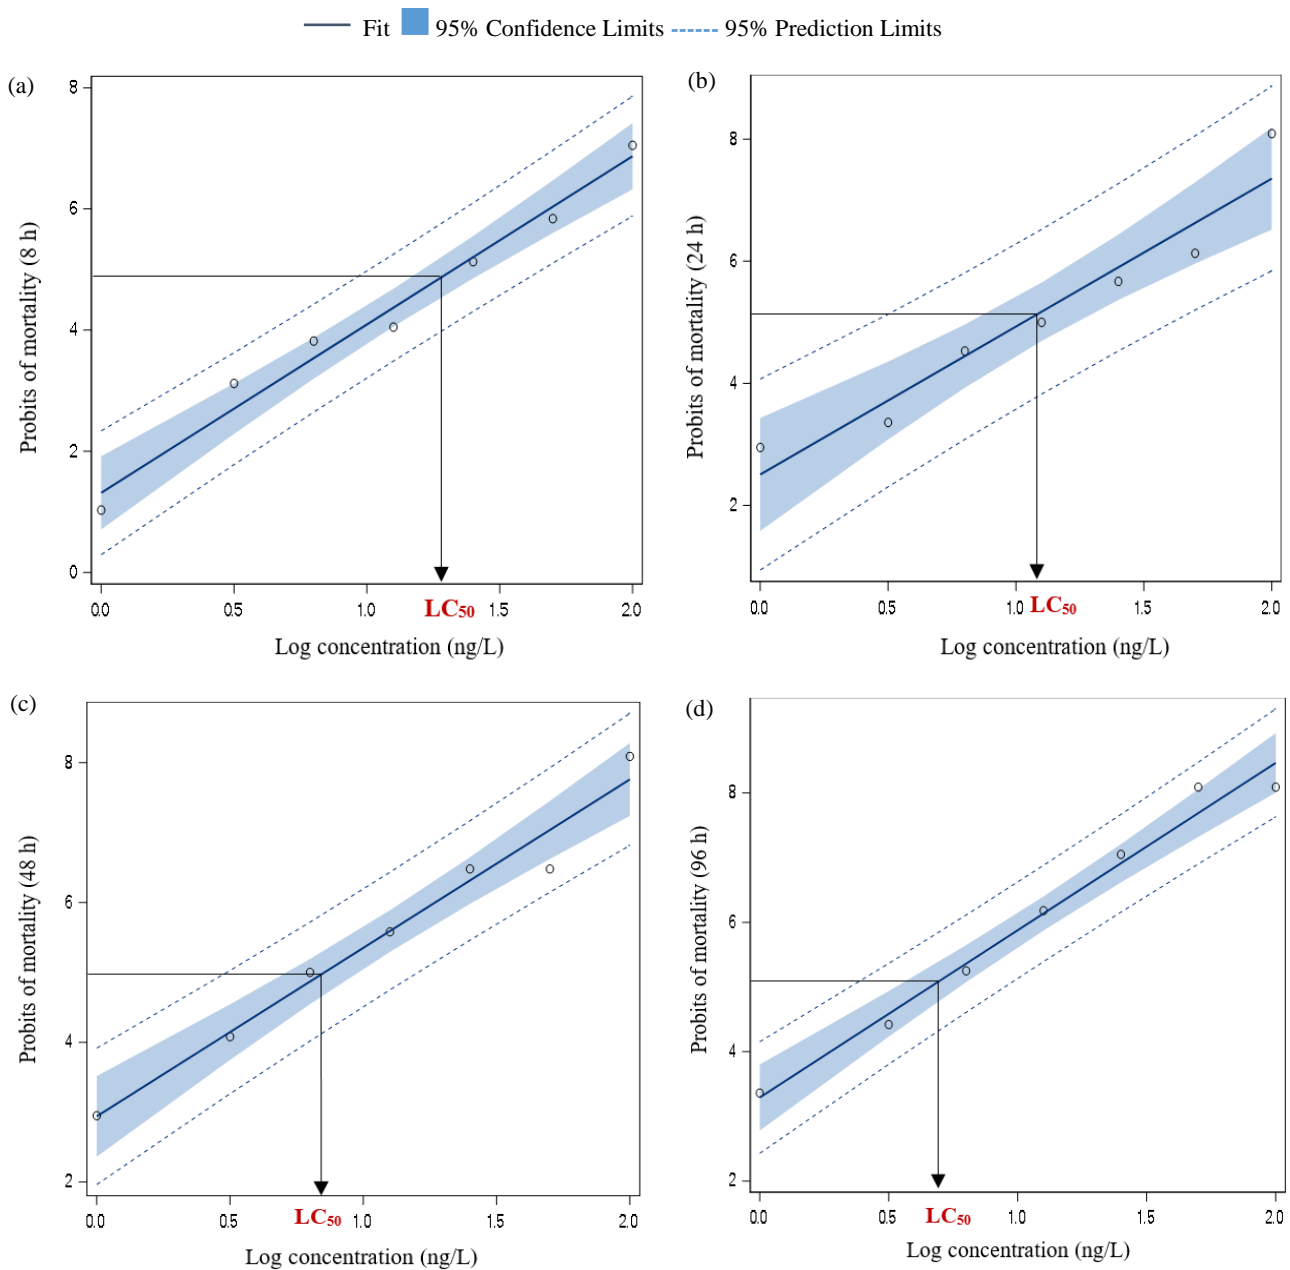 Fit 95% Confidence Limits 95% Prediction Limits
(a)
Probits of mortality (8 h)
8
6
4
2
0
0.0 0.5 1.0 LC50 1.5 2.0
Log concentration (ng/L)
(b)
Probits of mortality (24 h)
8
6
4
2
0.0 0.5 1.0 LC50 1.5 2.0
Log concentration (ng/L)
(c)
Probits of mortality (48 h)
8
6
4
2
0.0 0.5 LC50 1.0 1.5 2.0
Log concentration (ng/L)
(d)
Probits of mortality (96 h)
8
6
4
2
0.0 0.5 LC50 1.0 1.5 2.0
Log concentration (ng/L)